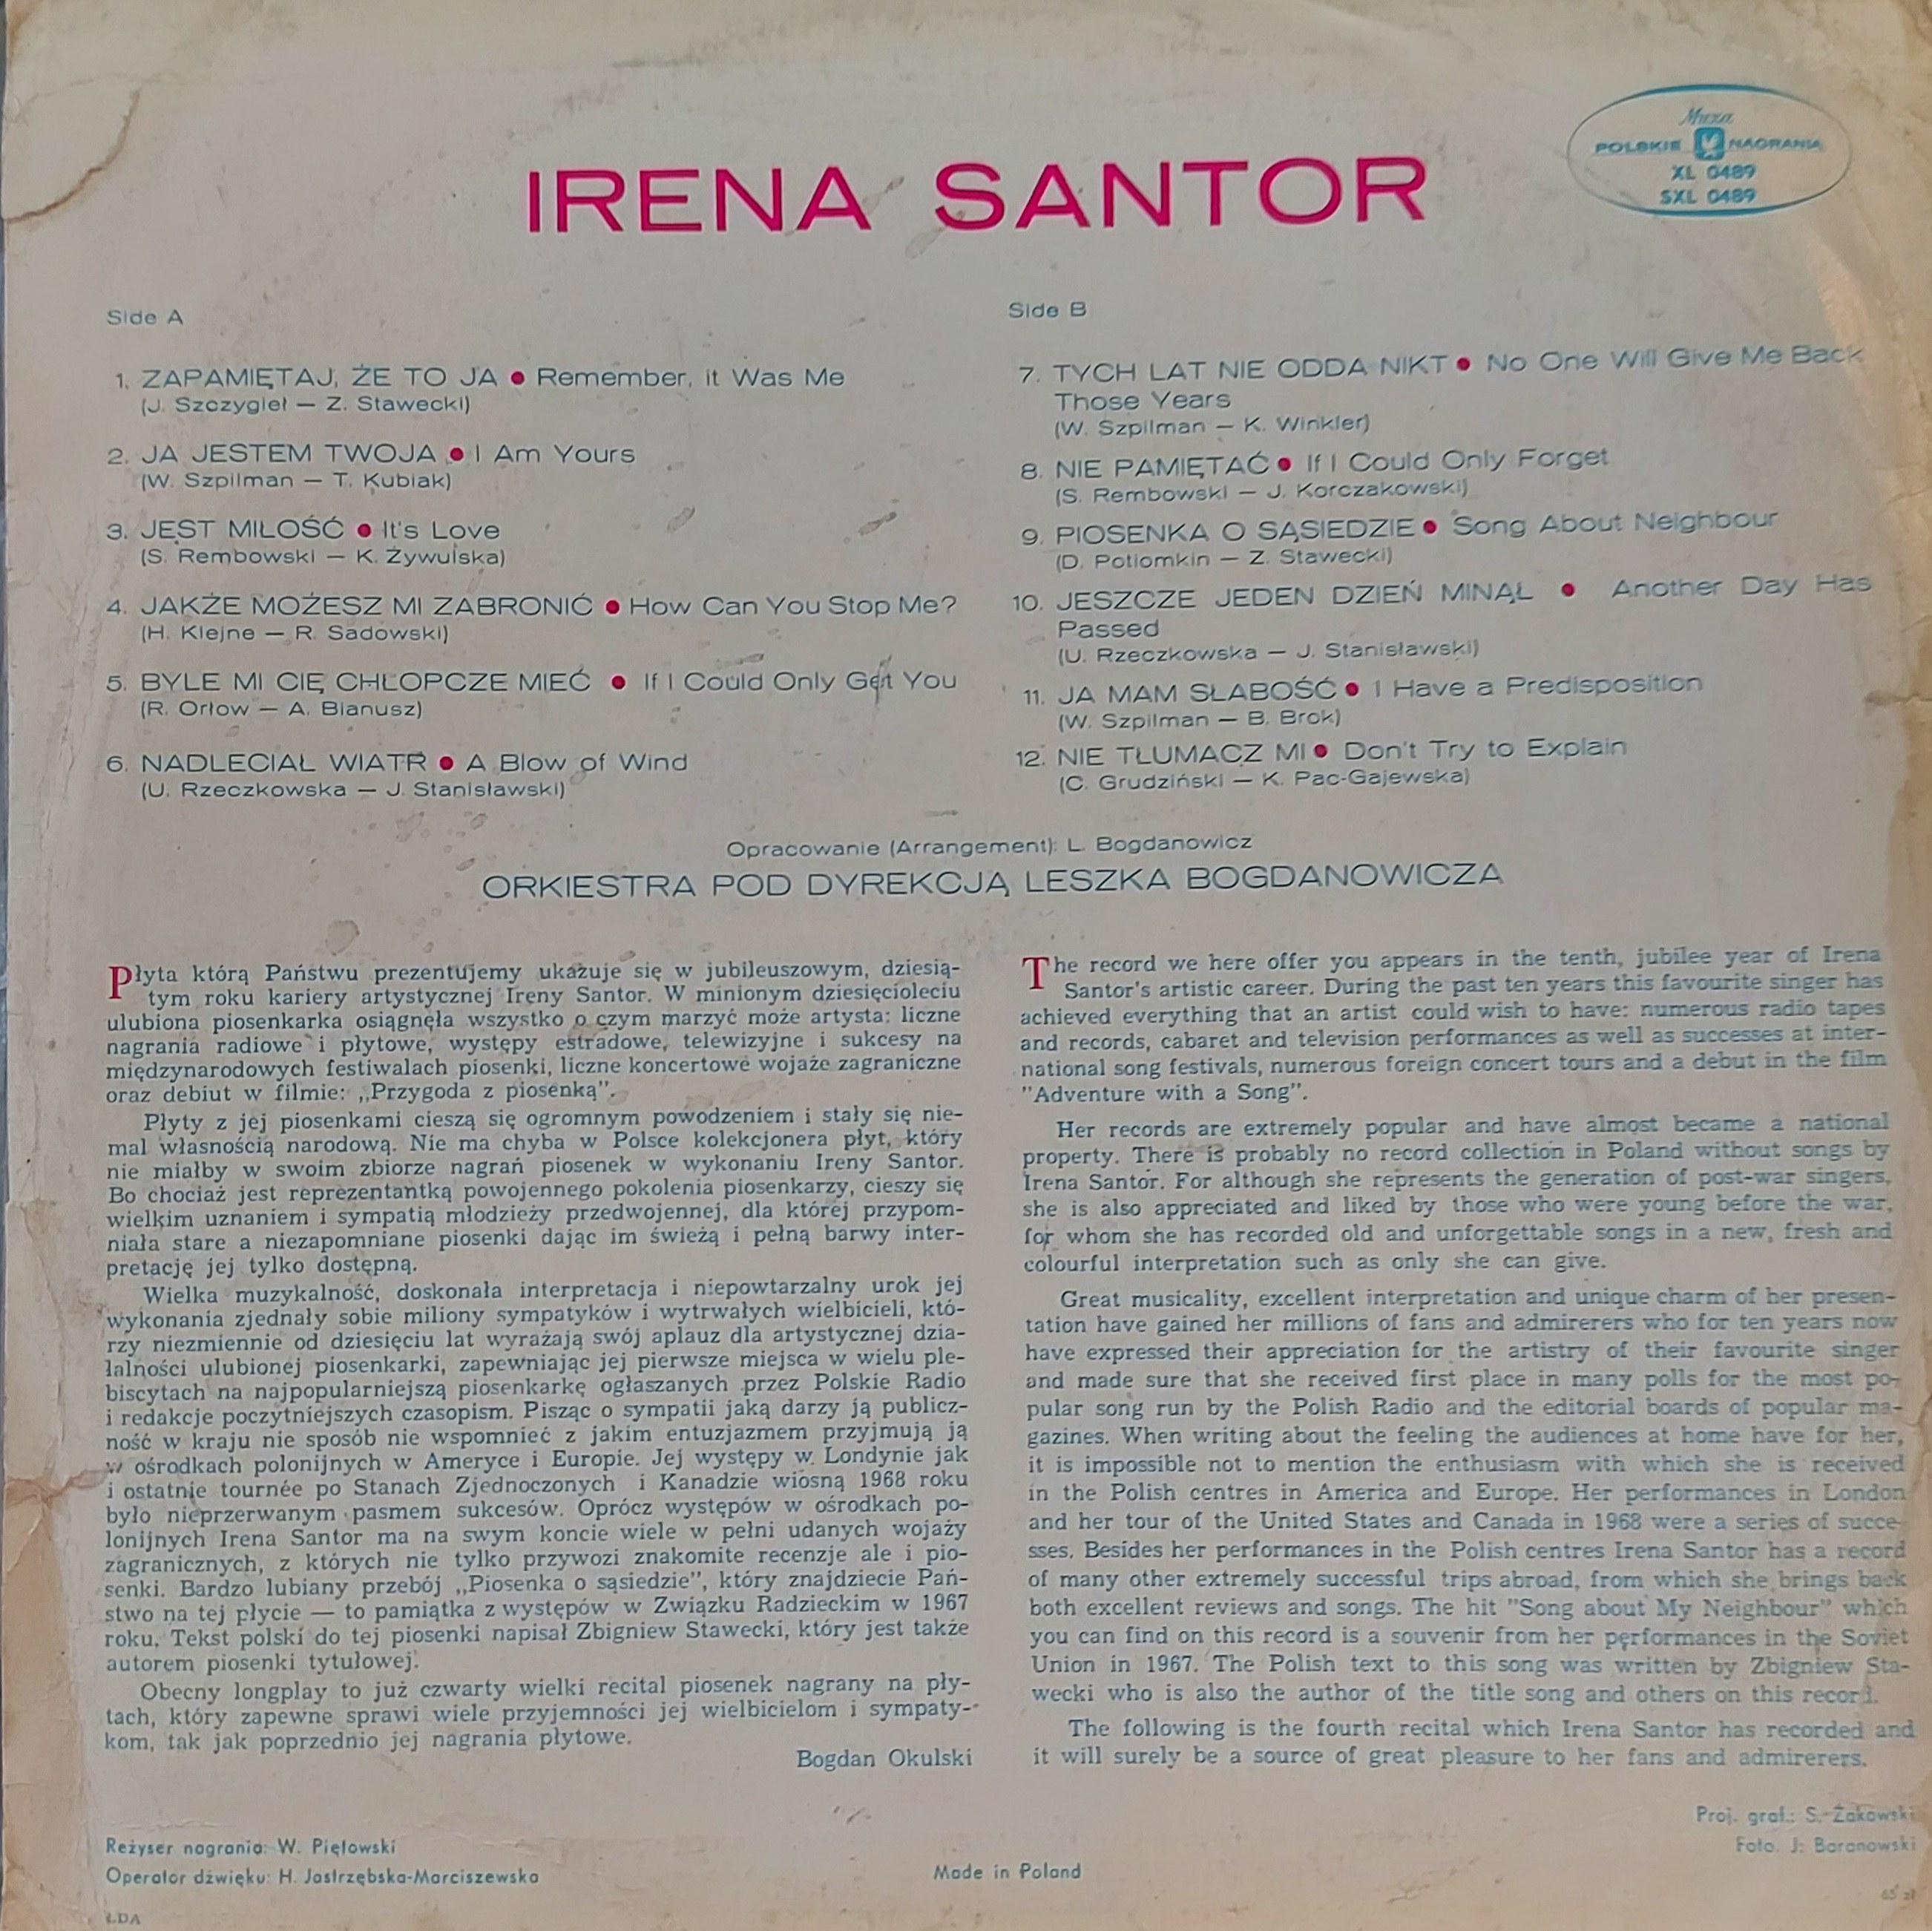 Muza
POLSKIE NAGRANIA
XL 0489
SXL 0489
IRENA SANTOR
Side A
1. ZAPAMIĘTAJ, ŻE TO JA ● Remember, it Was Me
(J. Szczygieł — Z. Stawecki)
2. JA JESTEM TWOJA ● I Am Yours
(W. Szpilman — T. Kubiak)
3. JEST MIŁOŚĆ ● It's Love
(S. Rembowski — K. Żywulska)
4. JAKŻE MOŻESZ MI ZABRONIĆ ● How Can You Stop Me?
(H. Klejne — R. Sadowski)
5. BYLE MI CIĘ CHŁOPCZE MIEĆ ● If I Could Only Get You
(R. Orłow — A. Bianusz)
6. NADLECIAŁ WIATR ● A Blow of Wind
(U. Rzeczkowska — J. Stanisławski)
Side B
7. TYCH LAT NIE ODDA NIKT ● No One Will Give Me Back
Those Years
(W. Szpilman — K. Winkler)
8. NIE PAMIĘTAĆ ● If I Could Only Forget
(S. Rembowski — J. Korczakowski)
9. PIOSENKA O SĄSIEDZIE ● Song About Neighbour
(D. Potiomkin — Z. Stawecki)
10. JESZCZE JEDEN DZIEŃ MINĄŁ ● Another Day Has
Passed
(U. Rzeczkowska — J. Stanisławski)
11. JA MAM SŁABOŚĆ ● I Have a Predisposition
(W. Szpilman — B. Brok)
12. NIE TŁUMACZ MI ● Don't Try to Explain
(C. Grudziński — K. Pac-Gajewska)
Opracowanie (Arrangement): L. Bogdanowicz
ORKIESTRA POD DYREKCJĄ LESZKA BOGDANOWICZA
Płyta którą Państwu prezentujemy ukazuje się w jubileuszowym, dziesią-
tym roku kariery artystycznej Ireny Santor. W minionym dziesięcioleciu
ulubiona piosenkarka osiągnęła wszystko o czym marzyć może artysta: liczne
nagrania radiowe i płytowe, występy estradowe, telewizyjne i sukcesy na
międzynarodowych festiwalach piosenki, liczne koncertowe wojaże zagraniczne
oraz debiut w filmie: „Przygoda z piosenką”.
Płyty z jej piosenkami cieszą się ogromnym powodzeniem i stały się nie-
mal własnością narodową. Nie ma chyba w Polsce kolekcjonera płyt, który
nie miałby w swoim zbiorze nagrań piosenek w wykonaniu Ireny Santor.
Bo chociaż jest reprezentantką powojennego pokolenia piosenkarzy, cieszy się
wielkim uznaniem i sympatią młodzieży przedwojennej, dla której przypom-
niała stare a niezapomniane piosenki dając im świeżą i pełną barwy inter-
pretację jej tylko dostępną.
Wielka muzykalność, doskonała interpretacja i niepowtarzalny urok jej
wykonania zjednały sobie miliony sympatyków i wytrwałych wielbicieli, któ-
rzy niezmiennie od dziesięciu lat wyrażają swój aplauz dla artystycznej dzia-
łalności ulubionej piosenkarki, zapewniając jej pierwsze miejsca w wielu ple-
biscytach na najpopularniejszą piosenkarkę ogłaszanych przez Polskie Radio
i redakcje poczytniejszych czasopism. Pisząc o sympatii jaką darzy ją publicz-
ność w kraju nie sposób nie wspomnieć z jakim entuzjazmem przyjmują ją
w ośrodkach polonijnych w Ameryce i Europie. Jej występy w Londynie jak
i ostatnie tournée po Stanach Zjednoczonych i Kanadzie wiosną 1968 roku
było nieprzerwanym pasmem sukcesów. Oprócz występów w ośrodkach po-
lonijnych Irena Santor ma na swym koncie wiele w pełni udanych wojaży
zagranicznych, z których nie tylko przywozi znakomite recenzje ale i pio-
senki. Bardzo lubiany przebój „Piosenka o sąsiedzie”, który znajdziecie Pań-
stwo na tej płycie — to pamiątka z występów w Związku Radzieckim w 1967
roku. Tekst polski do tej piosenki napisał Zbigniew Stawecki, który jest także
autorem piosenki tytułowej.
Obecny longplay to już czwarty wielki recital piosenek nagrany na pły-
tach, który zapewne sprawi wiele przyjemności jej wielbicielom i sympaty-
kom, tak jak poprzednio jej nagrania płytowe.
Bogdan Okulski
The record we here offer you appears in the tenth, jubilee year of Irena
Santor's artistic career. During the past ten years this favourite singer has
achieved everything that an artist could wish to have: numerous radio tapes
and records, cabaret and television performances as well as successes at inter-
national song festivals, numerous foreign concert tours and a debut in the film
"Adventure with a Song".
Her records are extremely popular and have almost became a national
property. There is probably no record collection in Poland without songs by
Irena Santor. For although she represents the generation of post-war singers,
she is also appreciated and liked by those who were young before the war,
for whom she has recorded old and unforgettable songs in a new, fresh and
colourful interpretation such as only she can give.
Great musicality, excellent interpretation and unique charm of her presen-
tation have gained her millions of fans and admirerers who for ten years now
have expressed their appreciation for the artistry of their favourite singer
and made sure that she received first place in many polls for the most po-
pular song run by the Polish Radio and the editorial boards of popular ma-
gazines. When writing about the feeling the audiences at home have for her,
it is impossible not to mention the enthusiasm with which she is received
in the Polish centres in America and Europe. Her performances in London
and her tour of the United States and Canada in 1968 were a series of succe-
sses. Besides her performances in the Polish centres Irena Santor has a record
of many other extremely successful trips abroad, from which she brings back
both excellent reviews and songs. The hit "Song about My Neighbour" which
you can find on this record is a souvenir from her performances in the Soviet
Union in 1967. The Polish text to this song was written by Zbigniew Sta-
wecki who is also the author of the title song and others on this record.
The following is the fourth recital which Irena Santor has recorded and
it will surely be a source of great pleasure to her fans and admirerers.
Reżyser nagrania: W. Piętowski
Operator dźwięku: H. Jastrzębska-Marciszewska
Made in Poland
Proj. graf.: S. Żakowski
Foto. J. Baranowski
ŁDA
65 zł